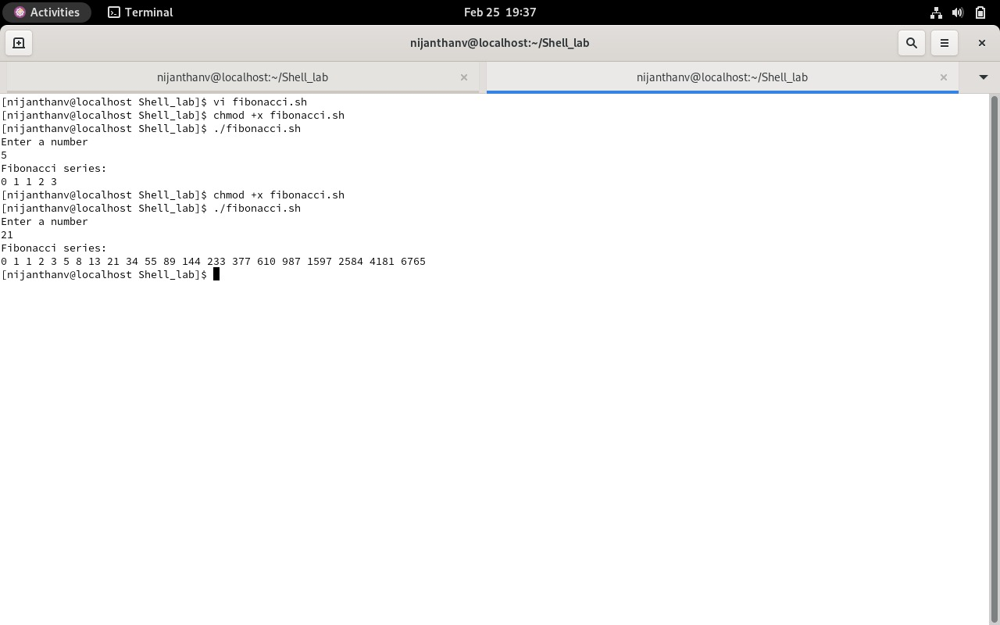 Activities Terminal Feb 25 19:37
nijanthanv@localhost:~/Shell_lab
nijanthanv@localhost:~/Shell_lab nijanthanv@localhost:~/Shell_lab
[nijanthanv@localhost Shell_lab]$ vi fibonacci.sh
[nijanthanv@localhost Shell_lab]$ chmod +x fibonacci.sh
[nijanthanv@localhost Shell_lab]$ ./fibonacci.sh
Enter a number
5
Fibonacci series:
0 1 1 2 3
[nijanthanv@localhost Shell_lab]$ chmod +x fibonacci.sh
[nijanthanv@localhost Shell_lab]$ ./fibonacci.sh
Enter a number
21
Fibonacci series:
0 1 1 2 3 5 8 13 21 34 55 89 144 233 377 610 987 1597 2584 4181 6765
[nijanthanv@localhost Shell_lab]$